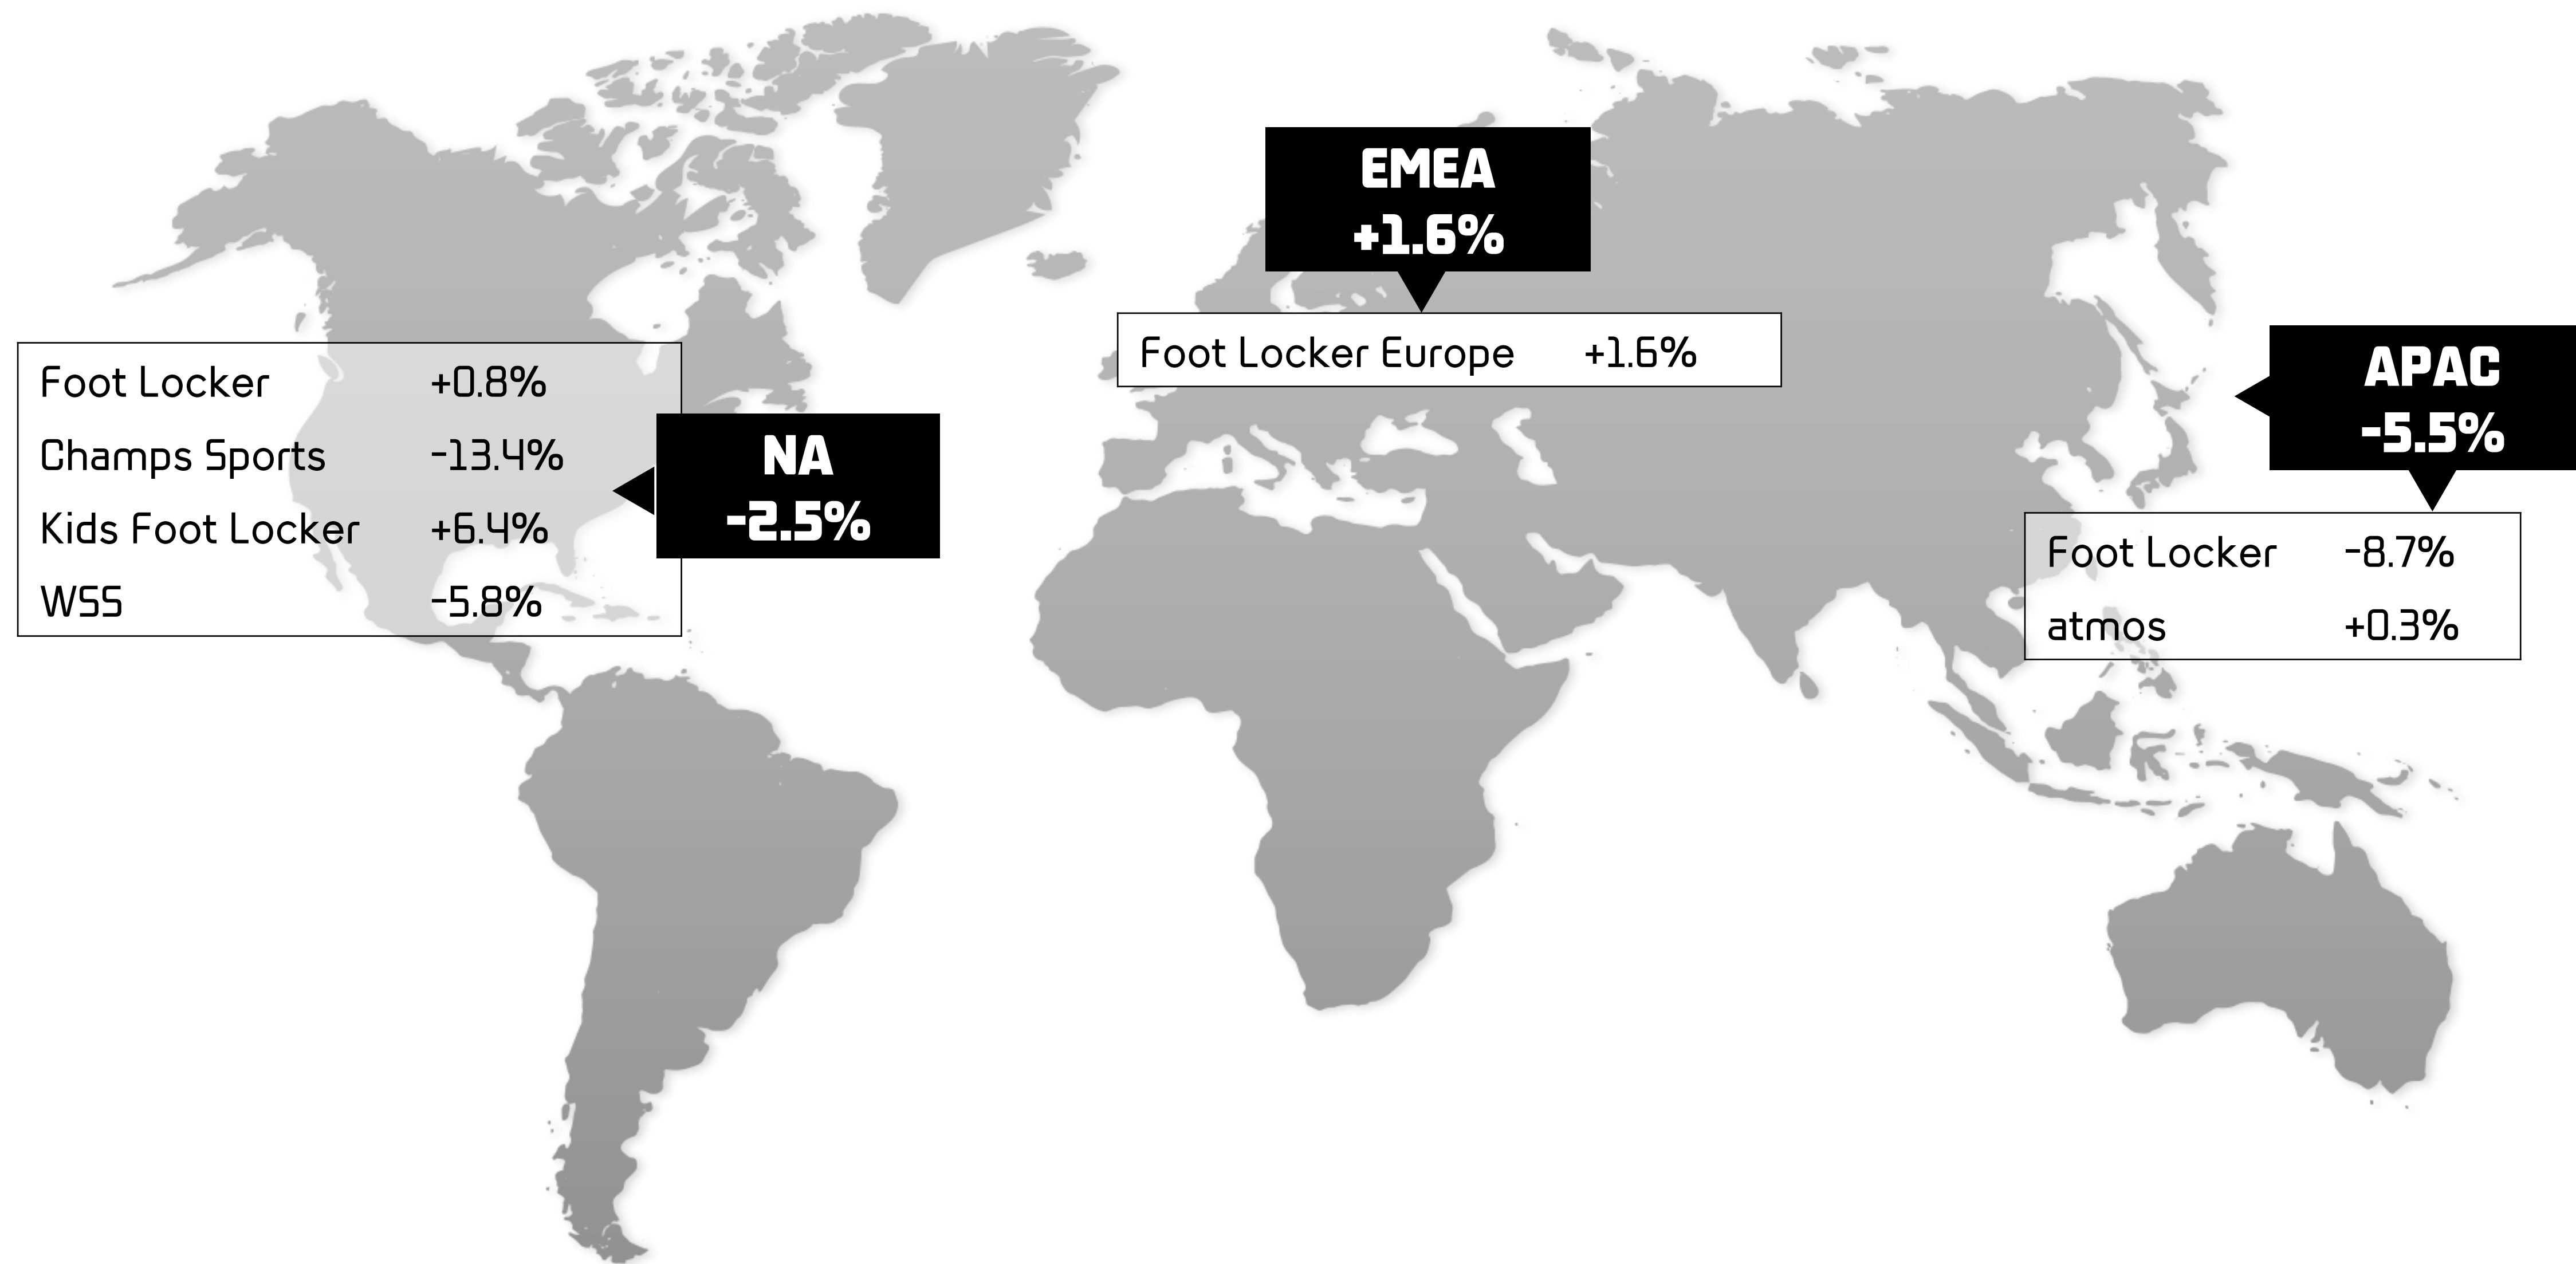 EMEA
+1.6%
Foot Locker Europe +1.6%
Foot Locker +0.8%
Champs Sports -13.4%
Kids Foot Locker +6.4%
WSS -5.8%
NA
-2.5%
APAC
-5.5%
Foot Locker -8.7%
atmos +0.3%